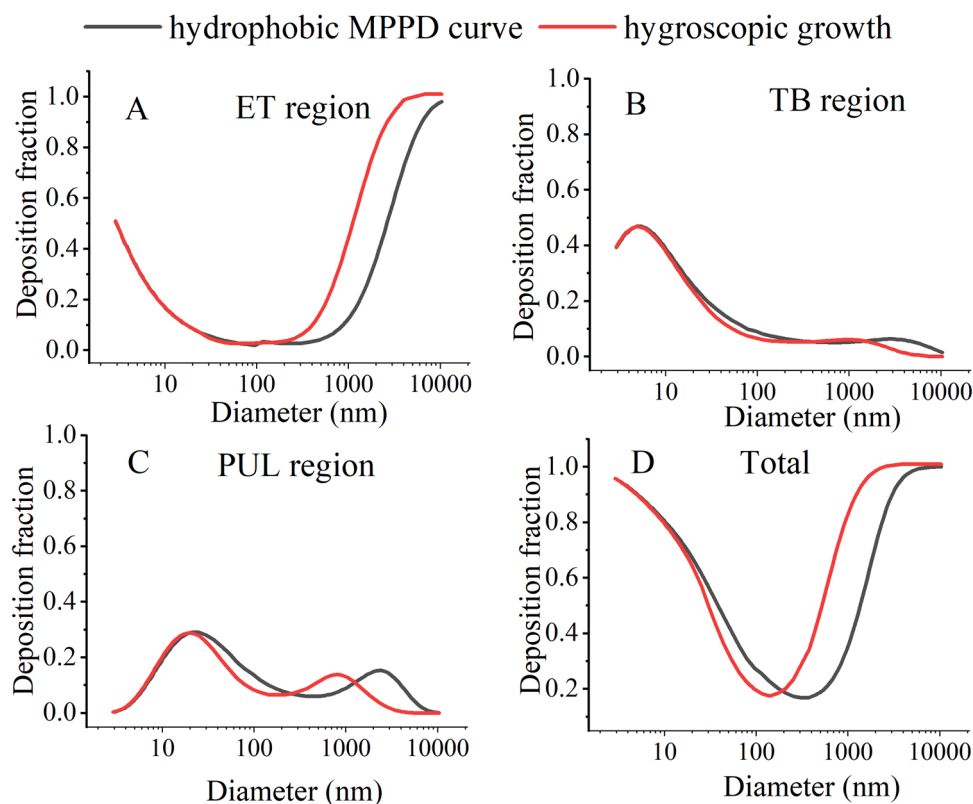 hydrophobic MPPD curve hygroscopic growth
A ET region
Deposition fraction
1.0
0.8
0.6
0.4
0.2
0.0
10 100 1000 10000
Diameter (nm)
B TB region
Deposition fraction
1.0
0.8
0.6
0.4
0.2
0.0
10 100 1000 10000
Diameter (nm)
C PUL region
Deposition fraction
1.0
0.8
0.6
0.4
0.2
0.0
10 100 1000 10000
Diameter (nm)
D Total
Deposition fraction
1.0
0.8
0.6
0.4
0.2
10 100 1000 10000
Diameter (nm)